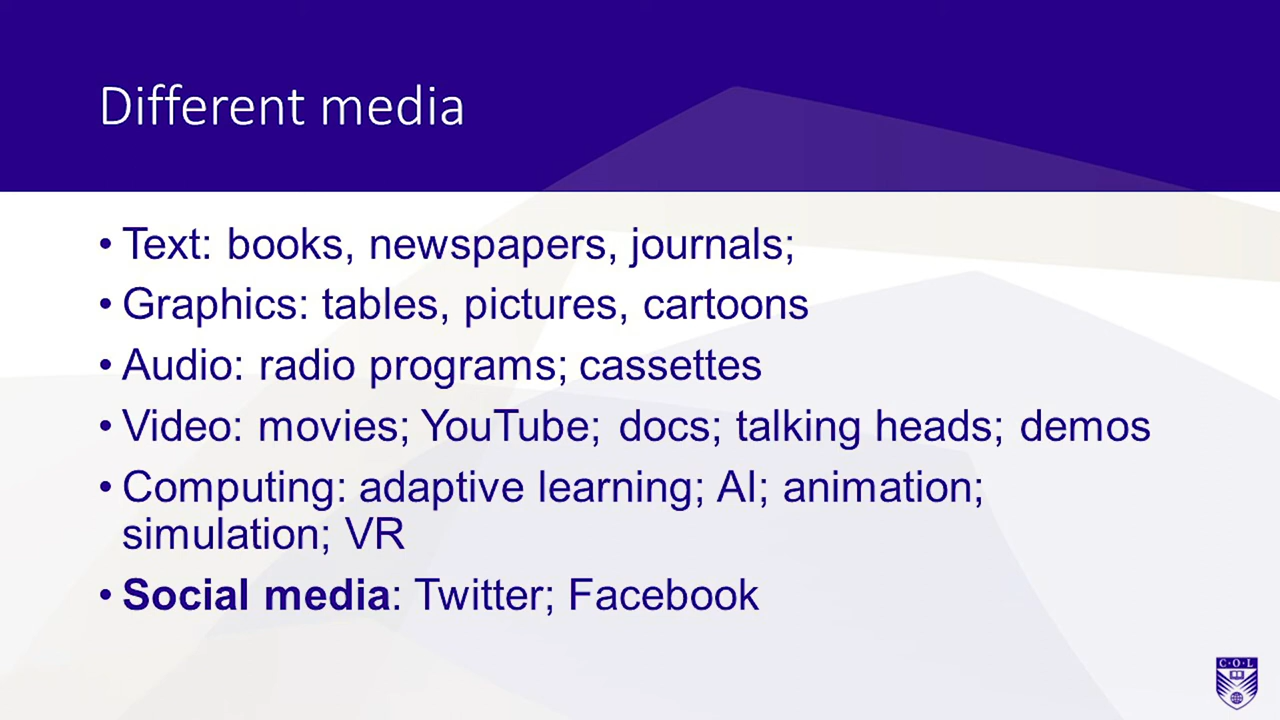 Different media
• Text: books, newspapers, journals;
• Graphics: tables, pictures, cartoons
• Audio: radio programs; cassettes
• Video: movies; YouTube; docs; talking heads; demos
• Computing: adaptive learning; AI; animation;
simulation; VR
• Social media: Twitter; Facebook
C·O·L